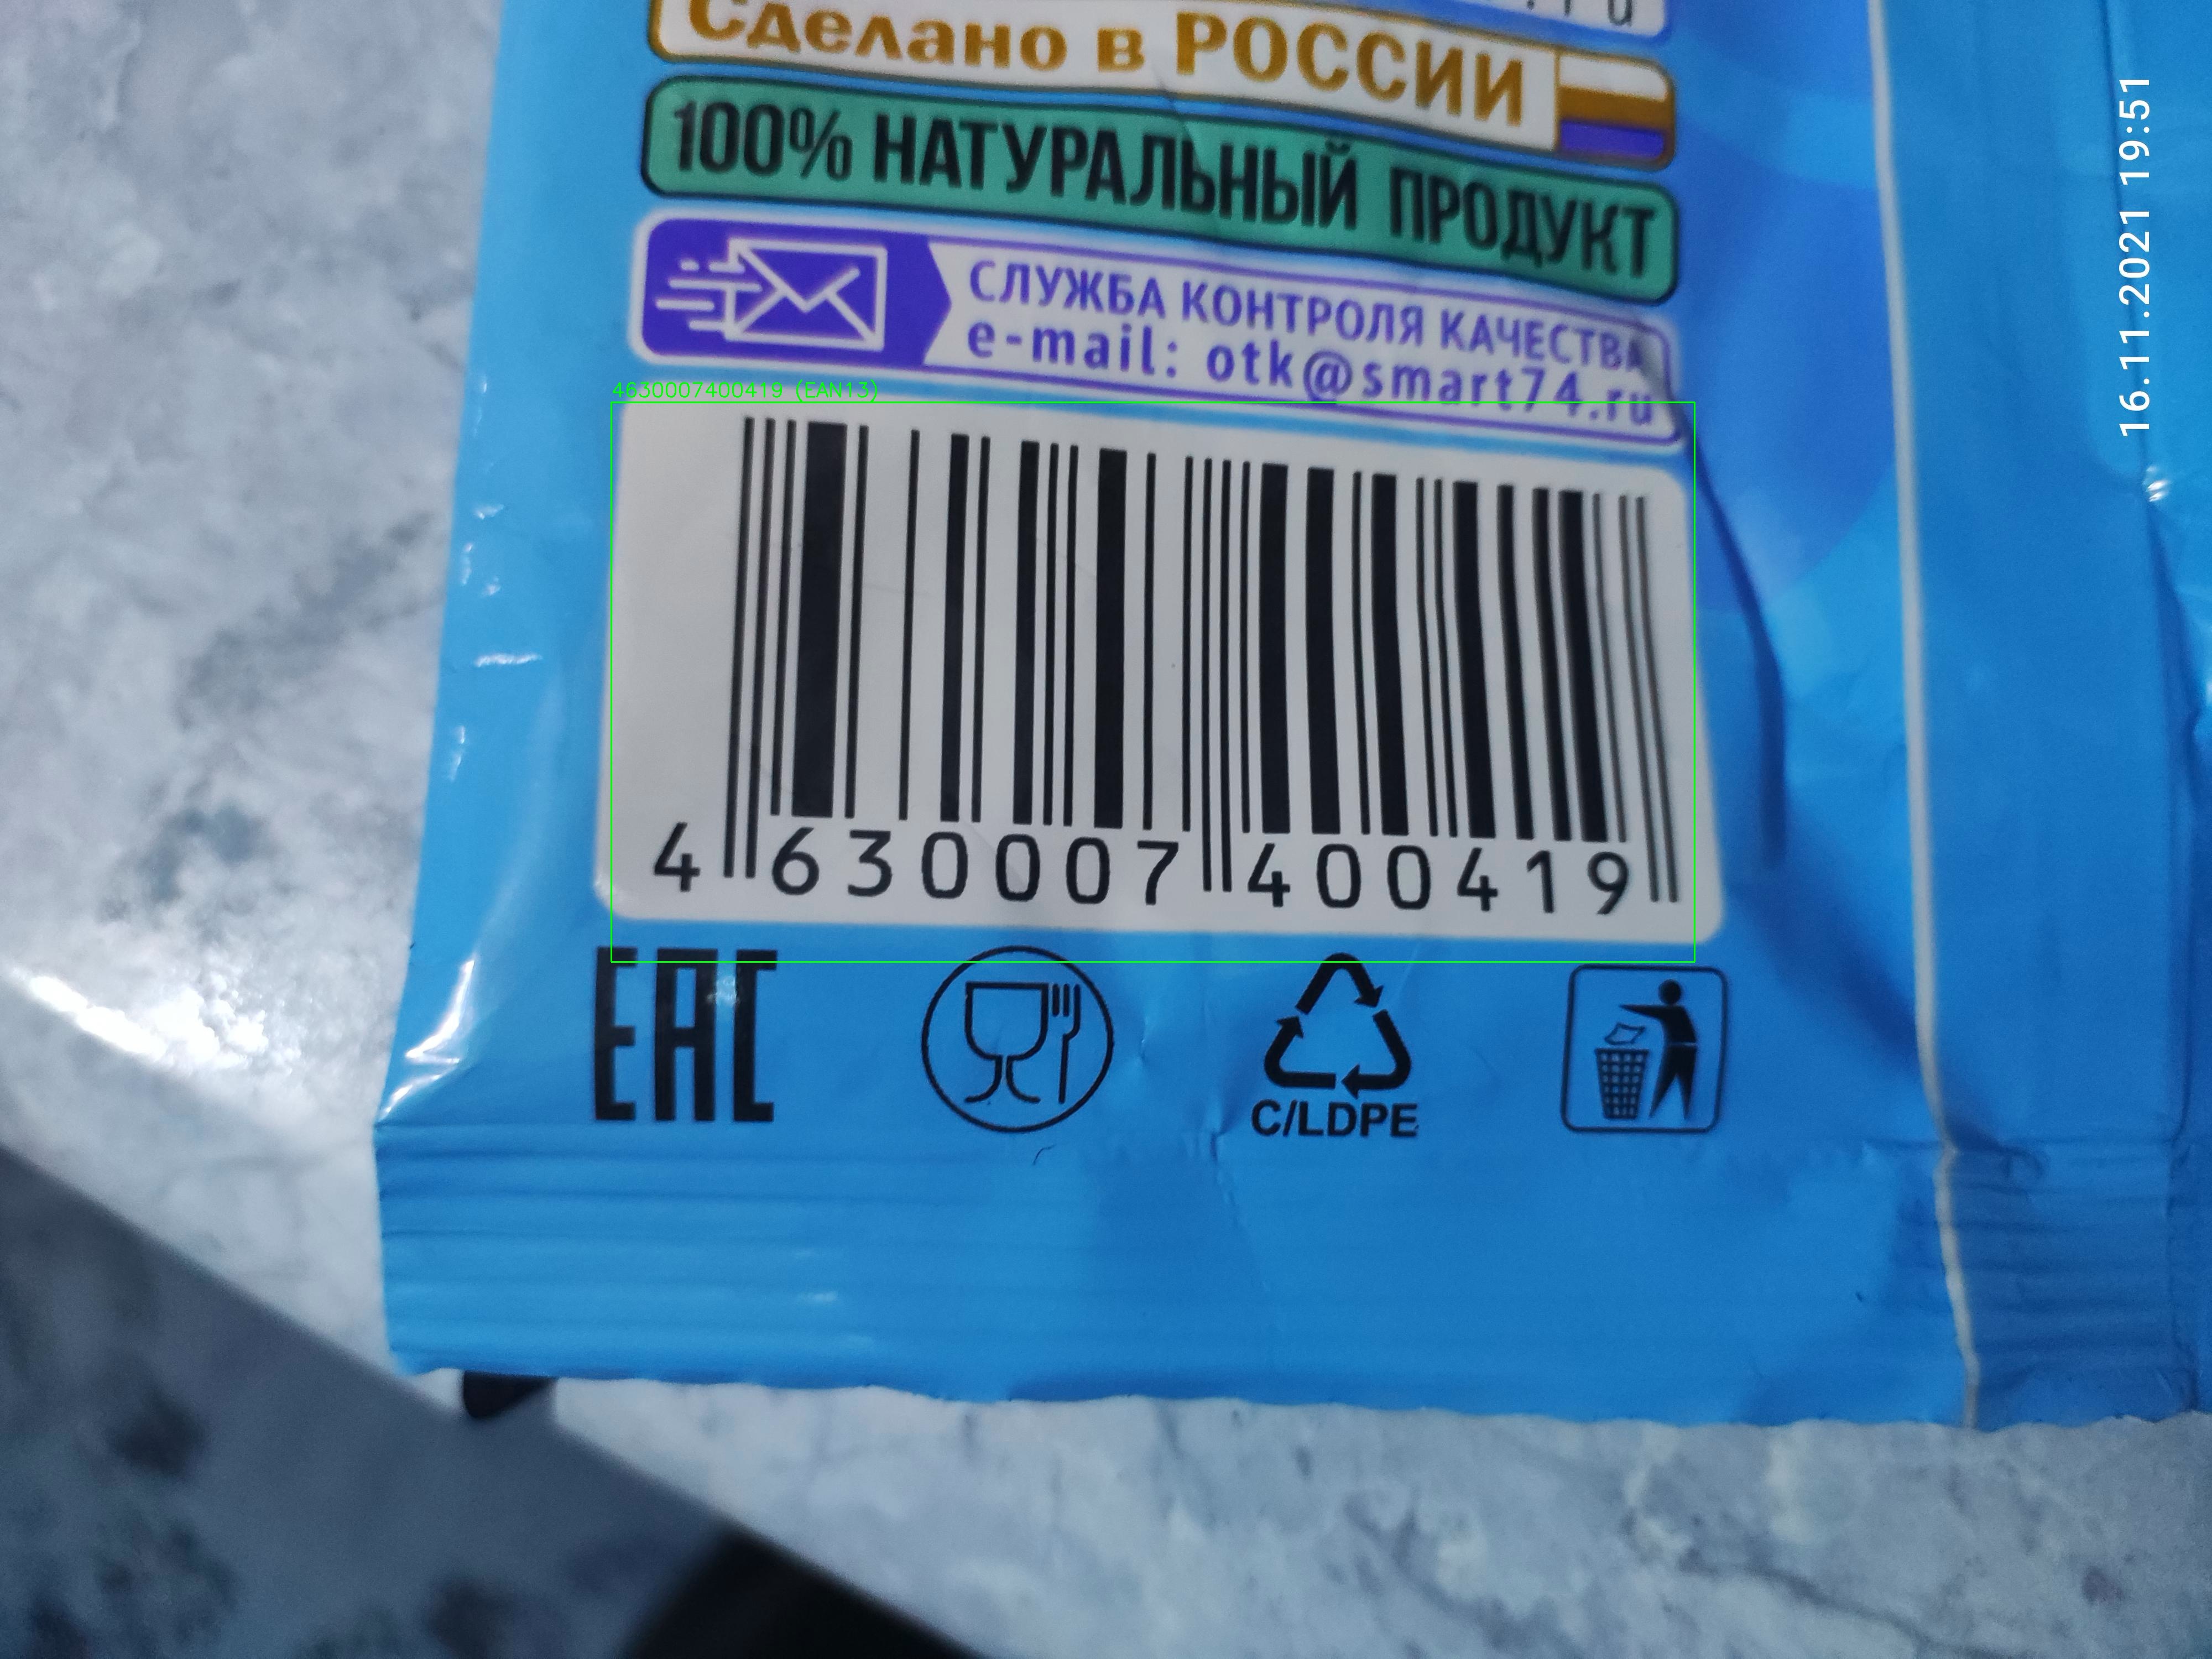 Сделано в РОССИИ
100% НАТУРАЛЬНЫЙ ПРОДУКТ
СЛУЖБА КОНТРОЛЯ КАЧЕСТВА
e-mail: otk@smart74.ru
4630007400419 (EAN13)
4 630007 400419
EAC
C/LDPE
16.11.2021 19:51